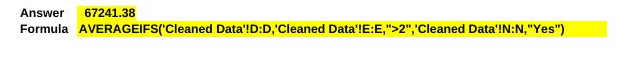 Answer 67241.38
Formula AVERAGEIFS('Cleaned Data'!D:D,'Cleaned Data'!E:E,">2",'Cleaned Data'!N:N,"Yes")